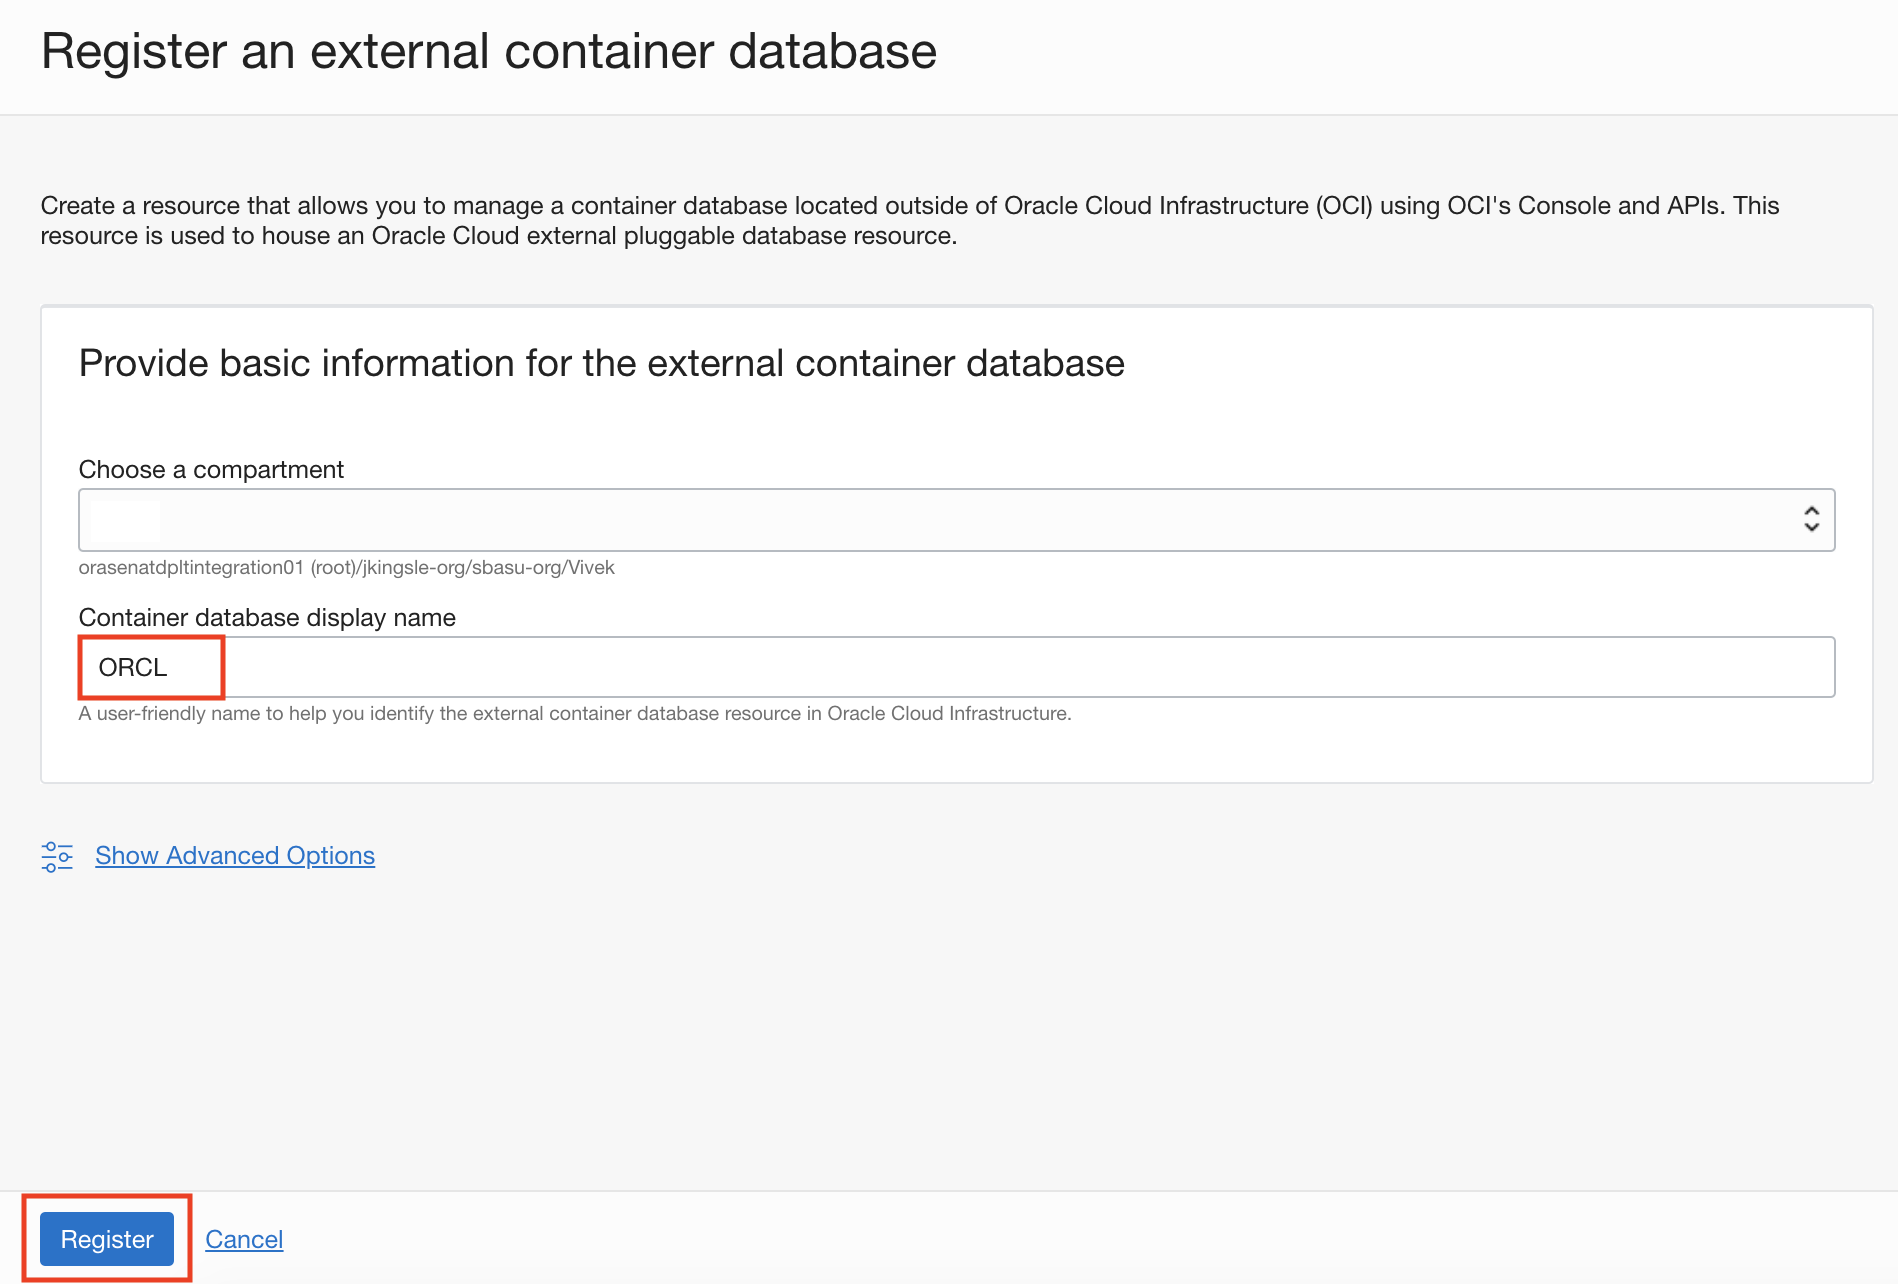 Register an external container database
Create a resource that allows you to manage a container database located outside of Oracle Cloud Infrastructure (OCI) using OCI's Console and APIs. This
resource is used to house an Oracle Cloud external pluggable database resource.
Provide basic information for the external container database
Choose a compartment
orasenatdpltintegration01 (root)/jkingsle-org/sbasu-org/Vivek
Container database display name
ORCL
A user-friendly name to help you identify the external container database resource in Oracle Cloud Infrastructure.
Show Advanced Options
Register Cancel